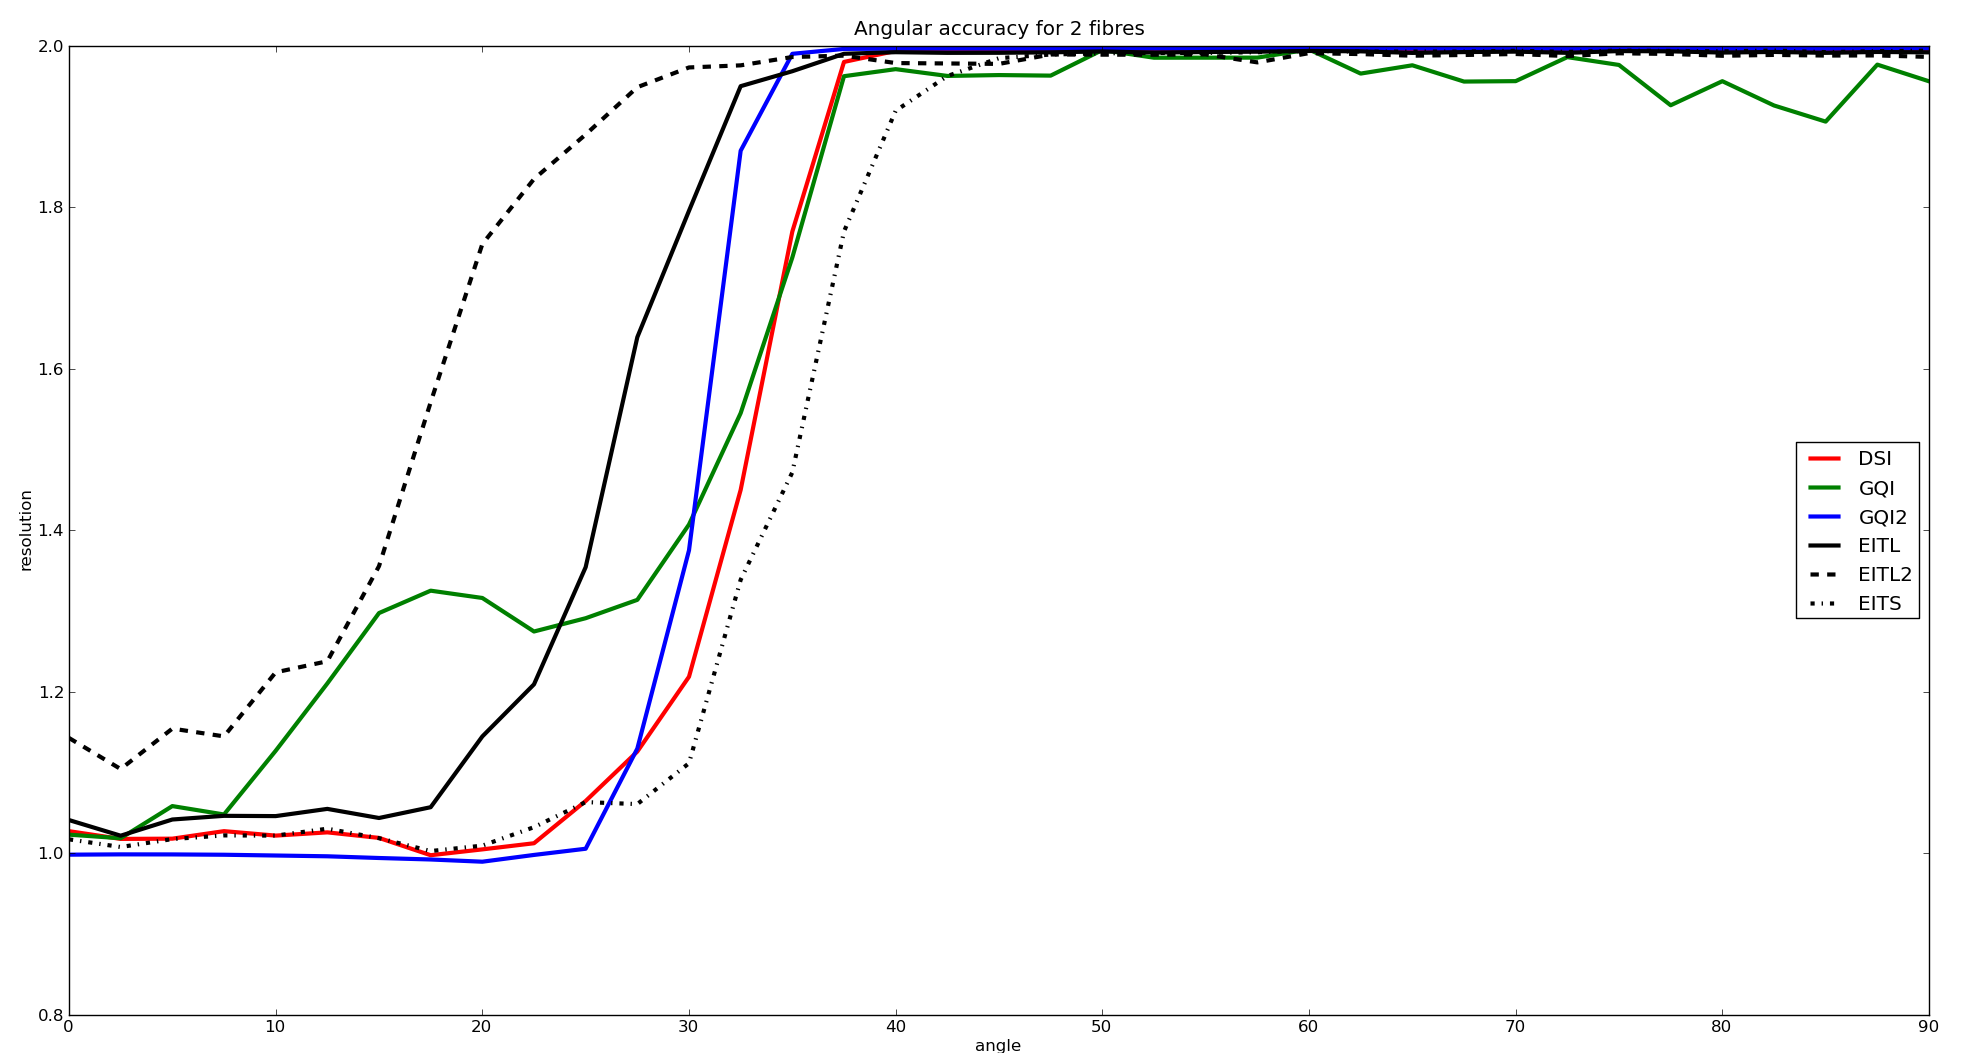 Angular accuracy for 2 fibres
2.0
1.8
1.6
1.4
1.2
1.0
0.8
resolution
DSI
GQI
GQI2
EITL
EITL2
EITS
0 10 20 30 40 50 60 70 80 90
angle